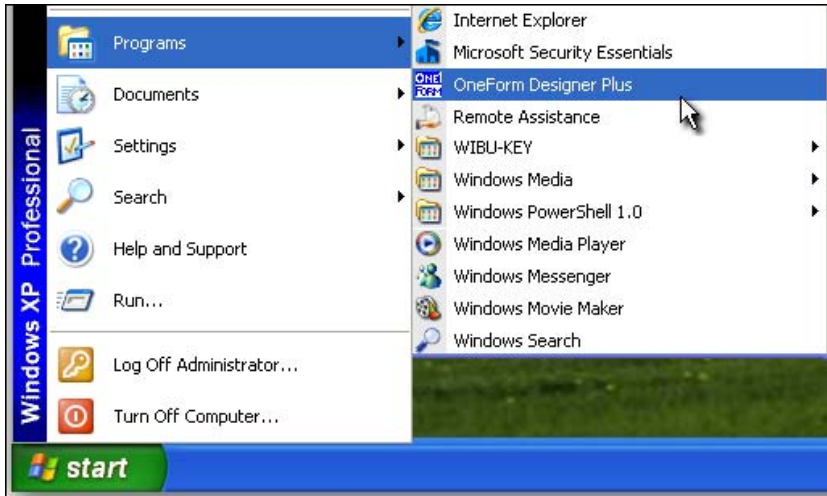 Windows XP Professional
Programs
Documents
Settings
Search
Help and Support
Run...
Log Off Administrator...
Turn Off Computer...
Internet Explorer
Microsoft Security Essentials
ONE FORM
OneForm Designer Plus
Remote Assistance
WIBU-KEY
Windows Media
Windows PowerShell 1.0
Windows Media Player
Windows Messenger
Windows Movie Maker
Windows Search
start